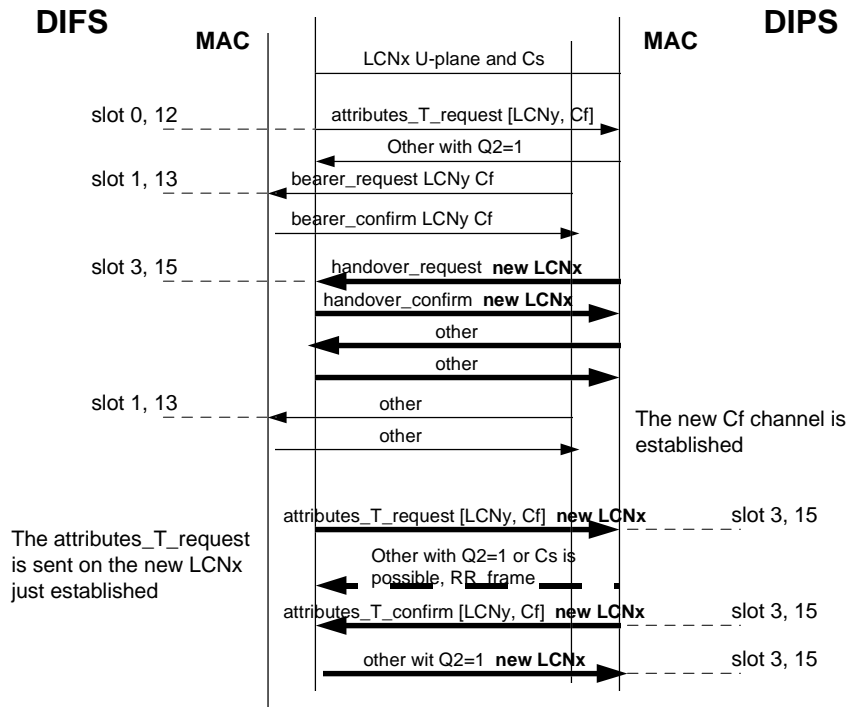 DIFS
DIPS
MAC
MAC
LCNx U-plane and Cs
slot 0, 12
attributes_T_request [LCNy, Cf]
Other with Q2=1
slot 1, 13
bearer_request LCNy Cf
bearer_confirm LCNy Cf
slot 3, 15
handover_request new LCNx
handover_confirm new LCNx
other
other
slot 1, 13
other
The new Cf channel is
established
other
attributes_T_request [LCNy, Cf] new LCNx
slot 3, 15
The attributes_T_request
is sent on the new LCNx
just established
Other with Q2=1 or Cs is
possible, RR_frame
attributes_T_confirm [LCNy, Cf] new LCNx
slot 3, 15
other wit Q2=1 new LCNx
slot 3, 15